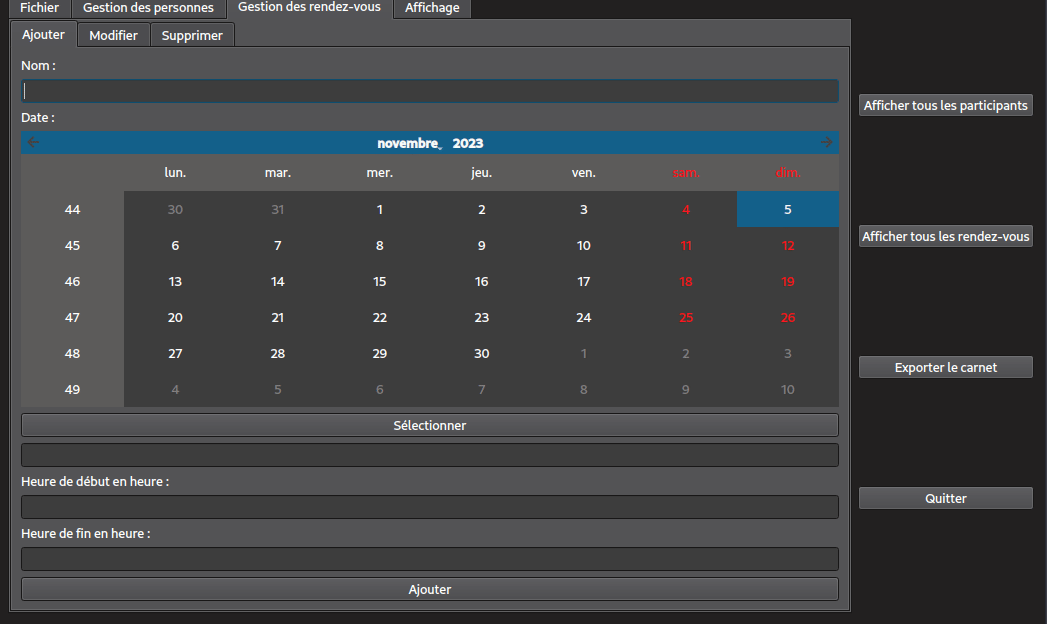 Fichier Gestion des personnes Gestion des rendez-vous Affichage
Ajouter Modifier Supprimer
Nom :
Afficher tous les participants
Date :
novembre, 2023
lun. mar. mer. jeu. ven. sam. dim.
44 30 31 1 2 3 4 5
Afficher tous les rendez-vous
45 6 7 8 9 10 11 12
46 13 14 15 16 17 18 19
47 20 21 22 23 24 25 26
48 27 28 29 30 1 2 3
Exporter le carnet
49 4 5 6 7 8 9 10
Sélectionner
Heure de début en heure :
Quitter
Heure de fin en heure :
Ajouter